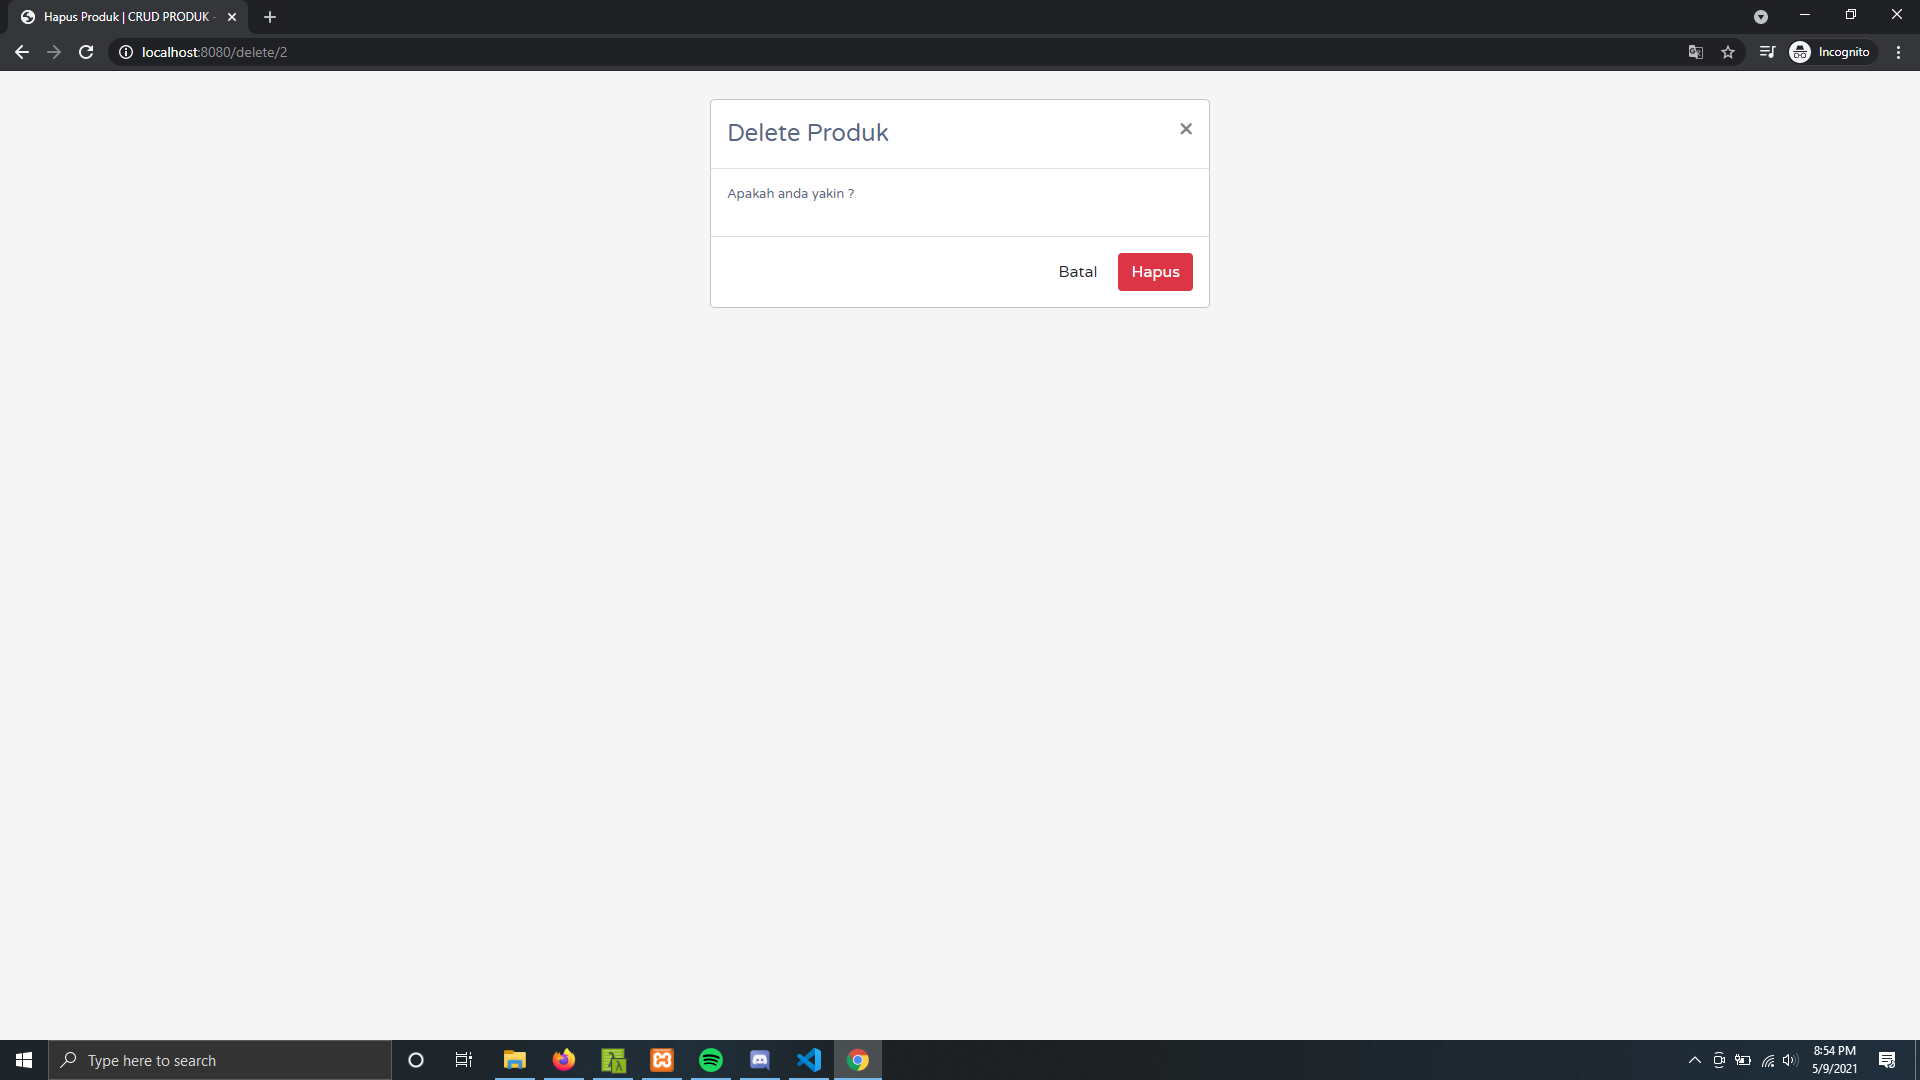 Hapus Produk | CRUD PRODUK -
localhost:8080/delete/2
Incognito
Delete Produk
×
Apakah anda yakin ?
Batal
Hapus
Type here to search
8:54 PM
5/9/2021